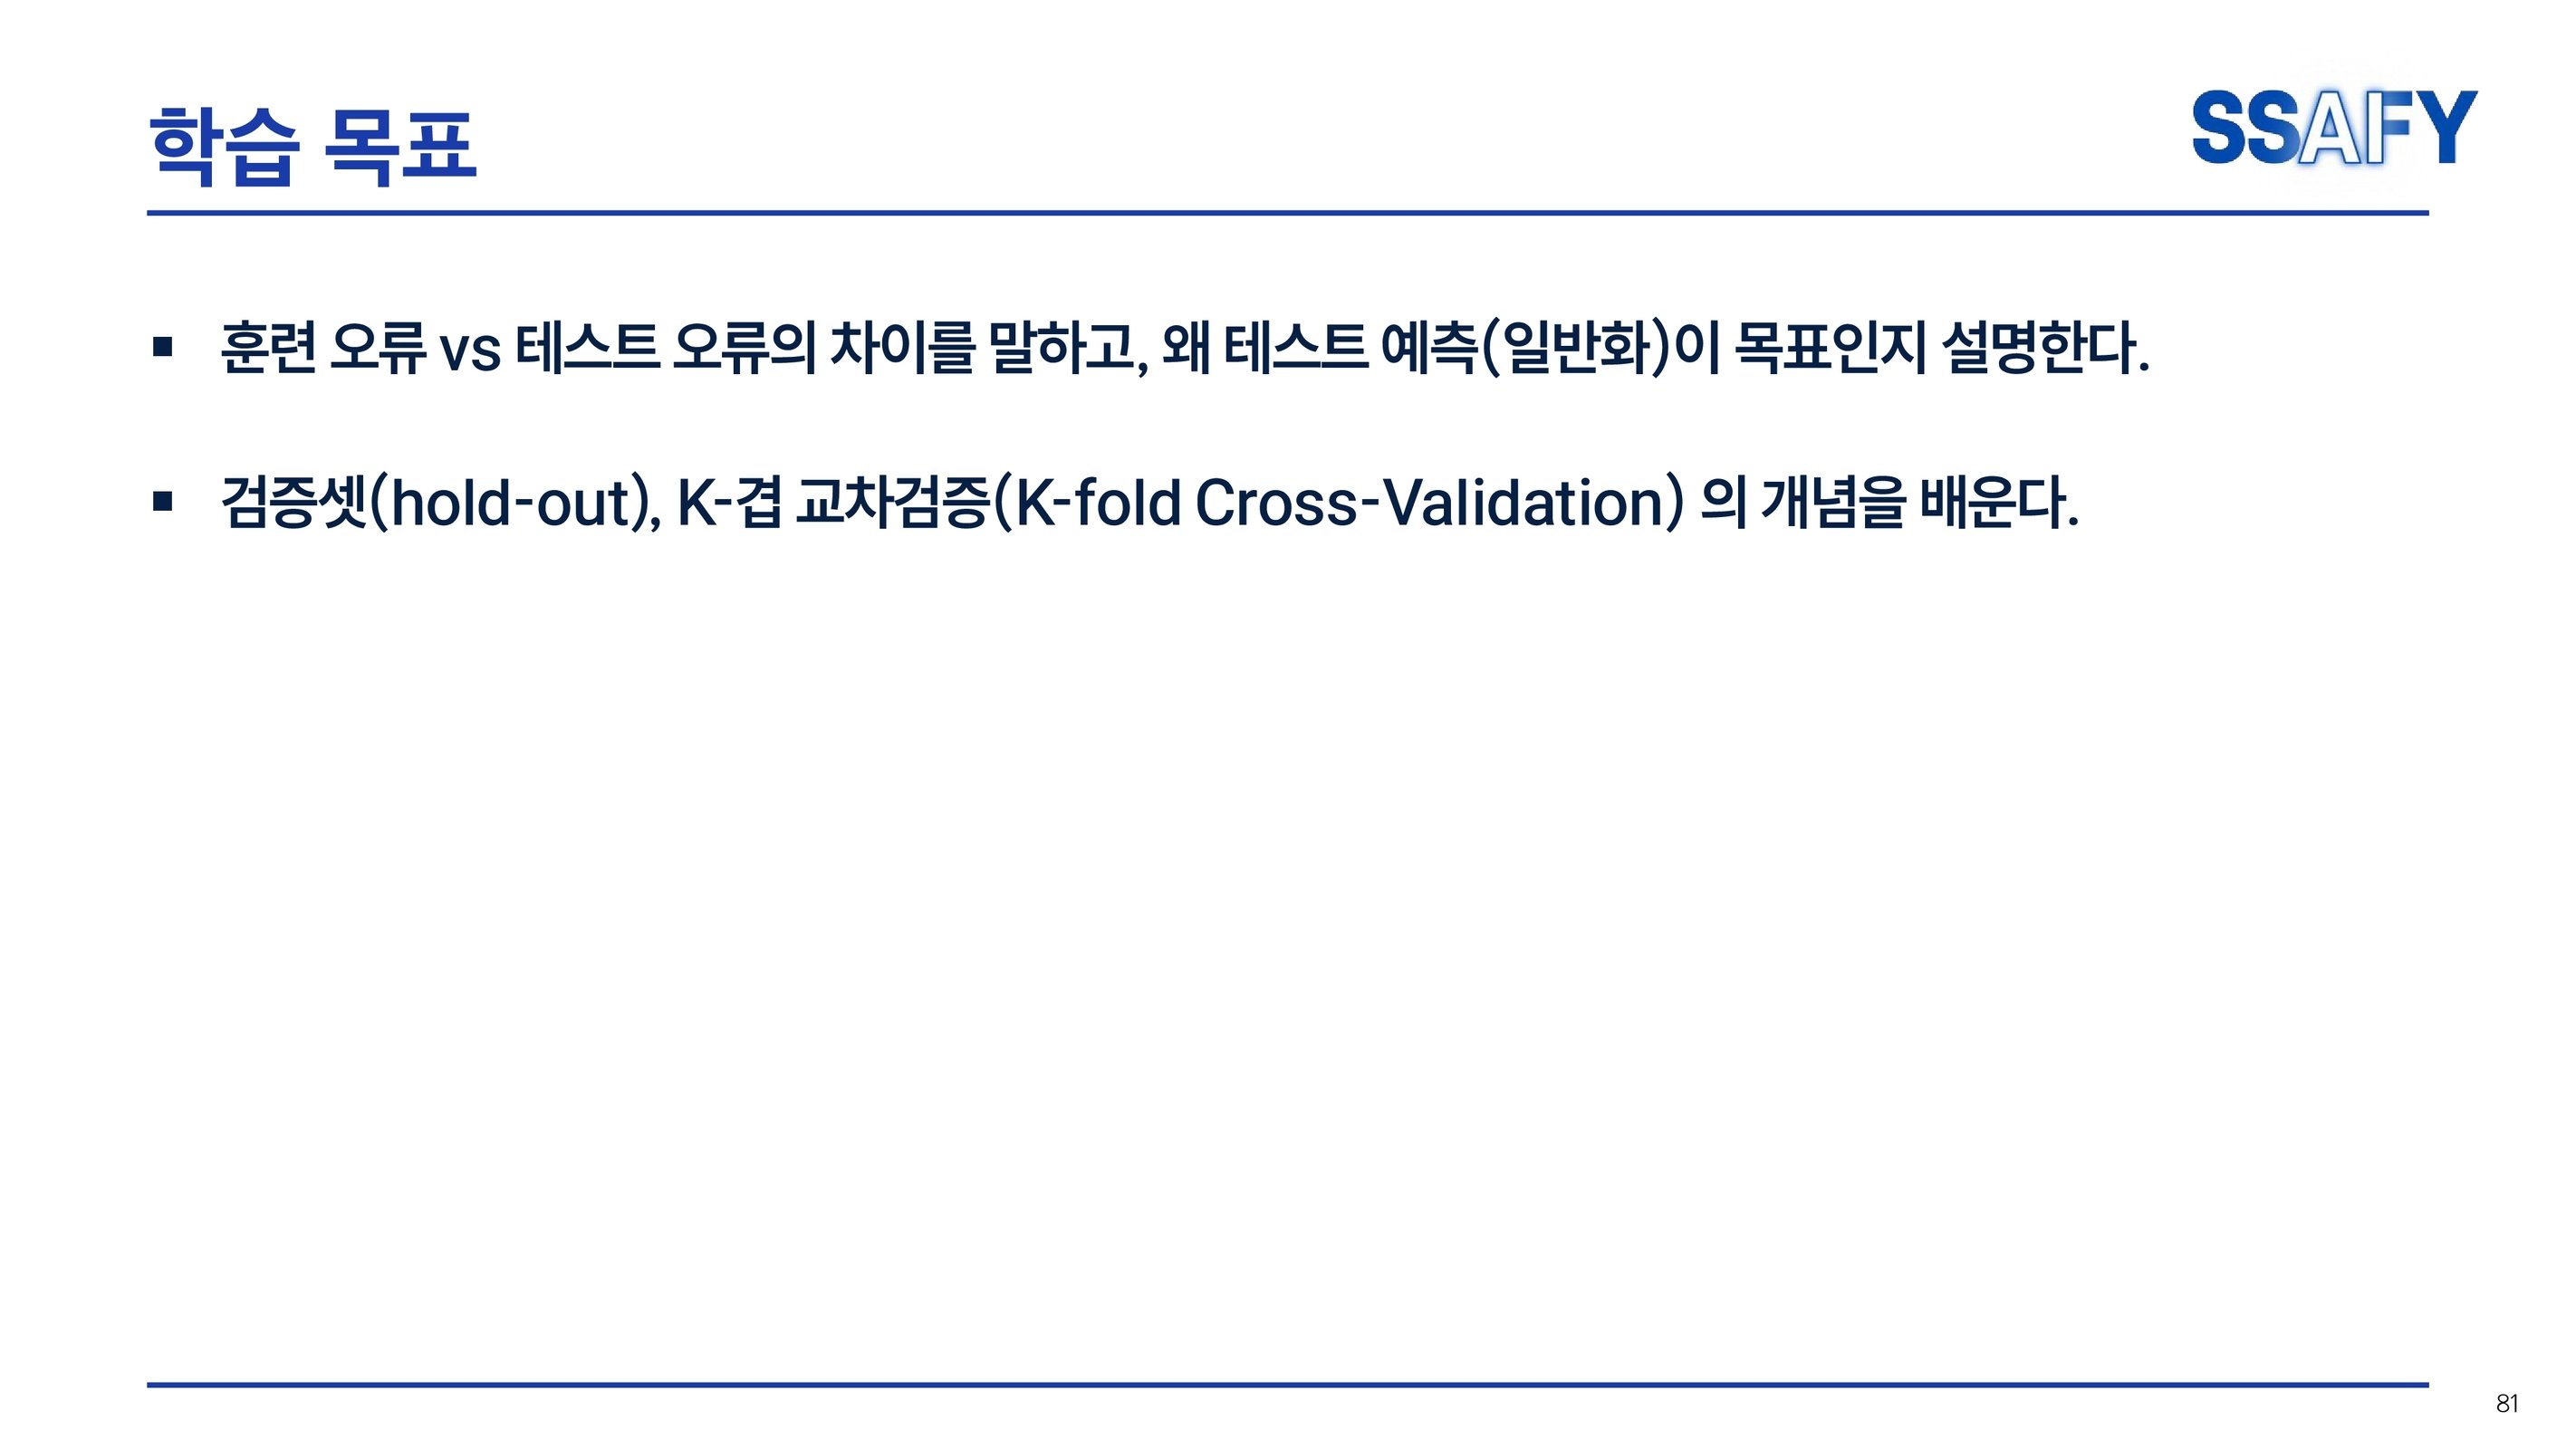 학습 목표
SSAFY
▪ 훈련 오류 vs 테스트 오류의 차이를 말하고, 왜 테스트 예측(일반화)이 목표인지 설명한다.
▪ 검증셋(hold-out), K-겹 교차검증(K-fold Cross-Validation) 의 개념을 배운다.
81